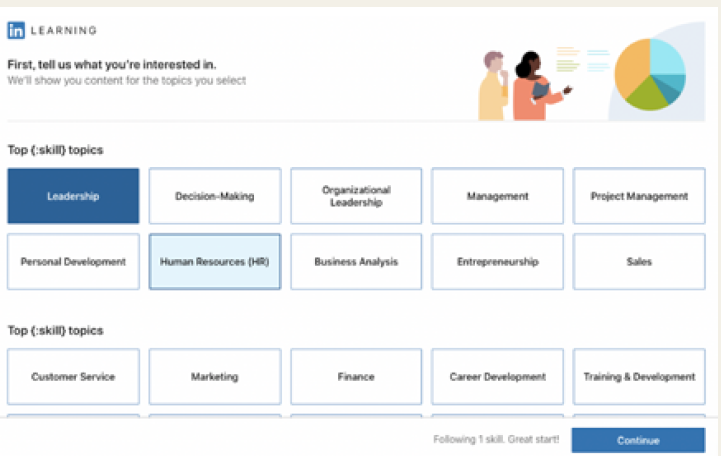 in LEARNING
First, tell us what you're interested in.
We'll show you content for the topics you select
Top {:skill} topics
Leadership
Decision-Making
Organizational
Leadership
Management
Project Management
Personal Development
Human Resources (HR)
Business Analysis
Entrepreneurship
Sales
Top {:skill} topics
Customer Service
Marketing
Finance
Career Development
Training & Development
Following 1 skill. Great start!
Continue